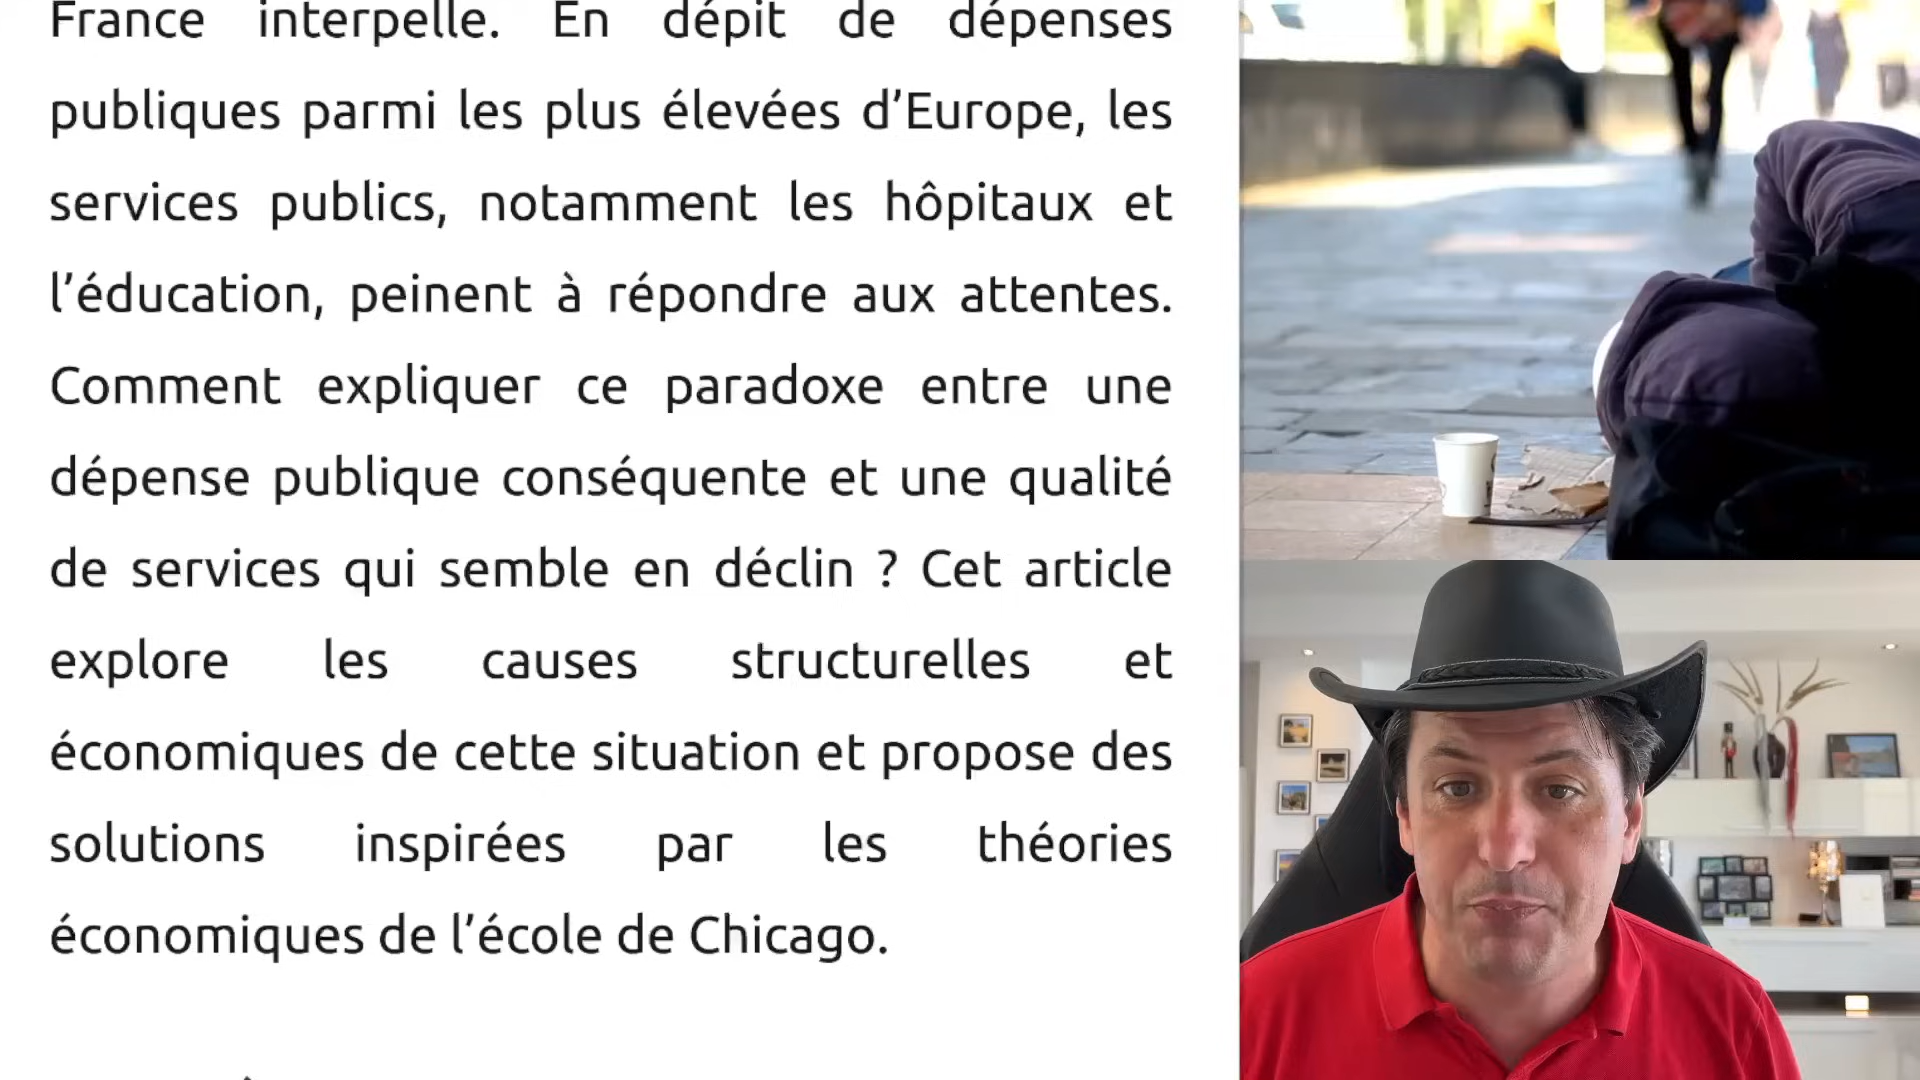 France interpelle. En dépit de dépenses
publiques parmi les plus élevées d’Europe, les
services publics, notamment les hôpitaux et
l’éducation, peinent à répondre aux attentes.
Comment expliquer ce paradoxe entre une
dépense publique conséquente et une qualité
de services qui semble en déclin ? Cet article
explore les causes structurelles et
économiques de cette situation et propose des
solutions inspirées par les théories
économiques de l’école de Chicago.